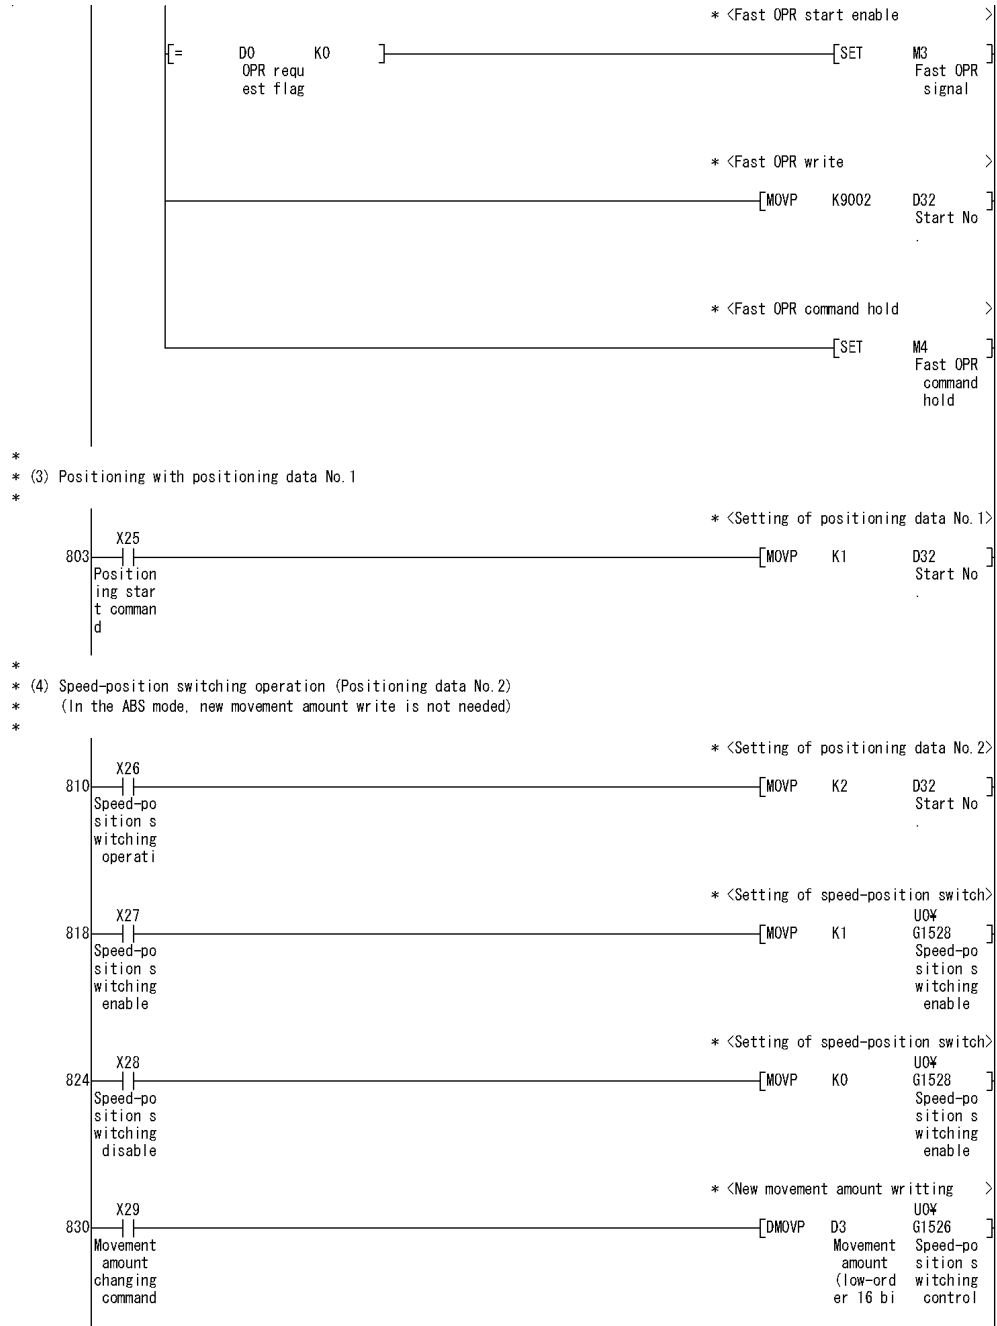 * <Fast OPR start enable >
[= D0 K0 ] [SET M3 ]
OPR requ Fast OPR
est flag signal
* <Fast OPR write >
[MOVP K9002 D32 ]
Start No
.
* <Fast OPR command hold >
[SET M4 ]
Fast OPR
command
hold
*
* (3) Positioning with positioning data No.1
*
* <Setting of positioning data No.1>
X25
803 [MOVP K1 D32 ]
Position Start No
ing star .
t comman
d
*
* (4) Speed-position switching operation (Positioning data No.2)
* (In the ABS mode, new movement amount write is not needed)
*
* <Setting of positioning data No.2>
X26
810 [MOVP K2 D32 ]
Speed-po Start No
sition s .
witching
operati
* <Setting of speed-position switch>
X27 U0¥
818 [MOVP K1 G1528 ]
Speed-po Speed-po
sition s sition s
witching witching
enable enable
* <Setting of speed-position switch>
X28 U0¥
824 [MOVP K0 G1528 ]
Speed-po Speed-po
sition s sition s
witching witching
disable enable
* <New movement amount writting >
X29 U0¥
830 [DMOVP D3 G1526 ]
Movement Movement Speed-po
amount amount sition s
changing (low-ord witching
command er 16 bi control